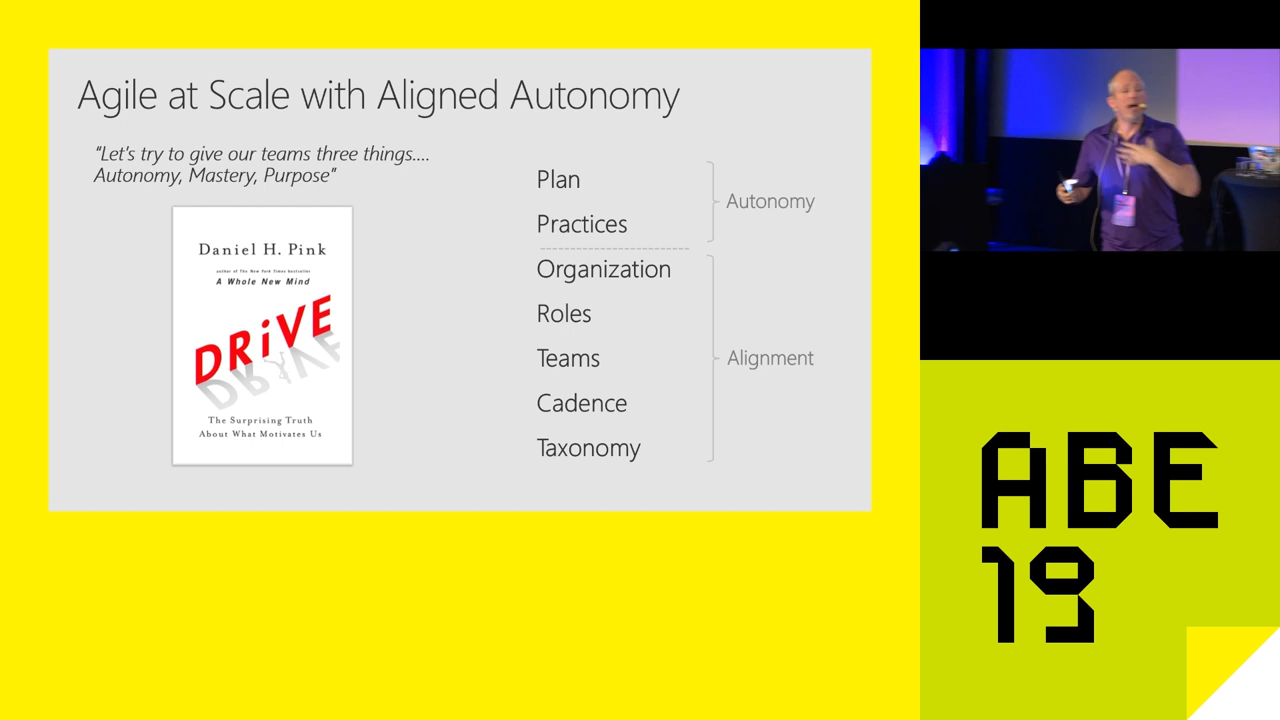 Agile at Scale with Aligned Autonomy
"Let's try to give our teams three things....
Autonomy, Mastery, Purpose"
Daniel H. Pink
author of The New York Times bestseller
A Whole New Mind
DRiVE
The Surprising Truth
About What Motivates Us
Plan
Practices
Organization
Roles
Teams
Cadence
Taxonomy
Autonomy
Alignment
ABE
19